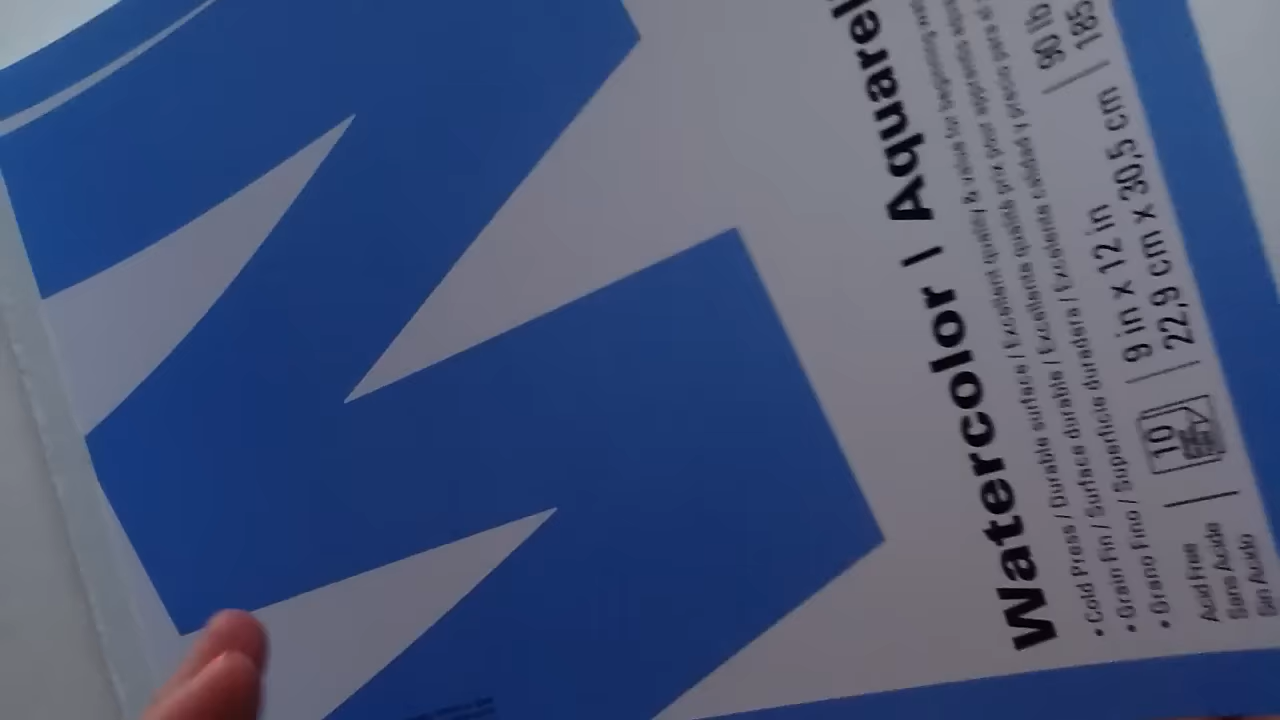 Watercolor | Aquarel
• Cold Press / Durable surface / Excellent quality & value for beginning
• Grain Fin / Surface durable / Excellente qualité prix pour apprentis
• Grano Fino / Superficie duradera / Excelente calidad y precio para
Acid Free
Sans Acide
Sin Acido
10
9 in x 12 in
22,9 cm x 30,5 cm
90 lb
185